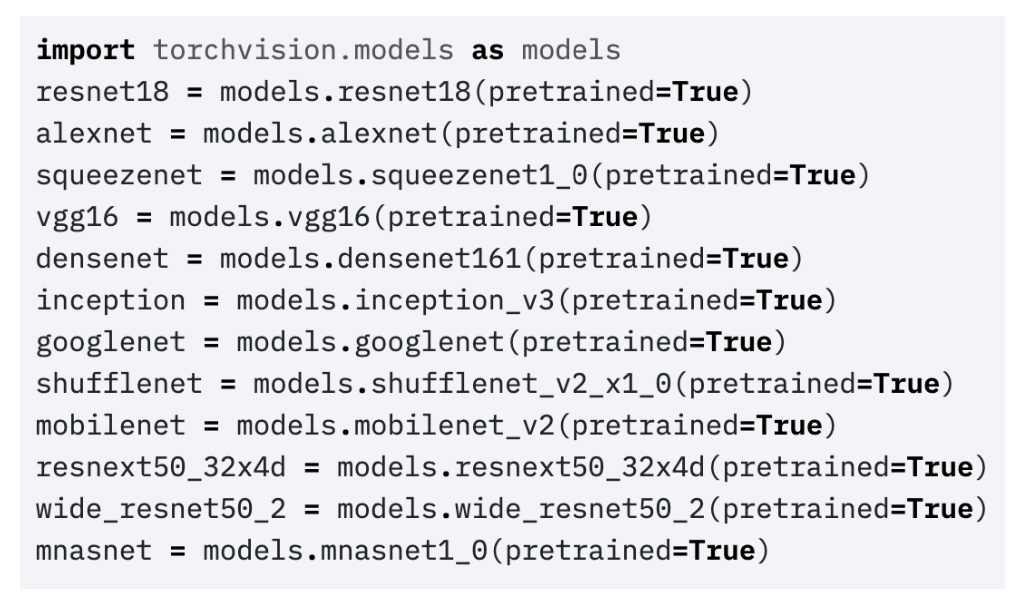 import torchvision.models as models
resnet18 = models.resnet18(pretrained=True)
alexnet = models.alexnet(pretrained=True)
squeezenet = models.squeezenet1_0(pretrained=True)
vgg16 = models.vgg16(pretrained=True)
densenet = models.densenet161(pretrained=True)
inception = models.inception_v3(pretrained=True)
googlenet = models.googlenet(pretrained=True)
shufflenet = models.shufflenet_v2_x1_0(pretrained=True)
mobilenet = models.mobilenet_v2(pretrained=True)
resnext50_32x4d = models.resnext50_32x4d(pretrained=True)
wide_resnet50_2 = models.wide_resnet50_2(pretrained=True)
mnasnet = models.mnasnet1_0(pretrained=True)